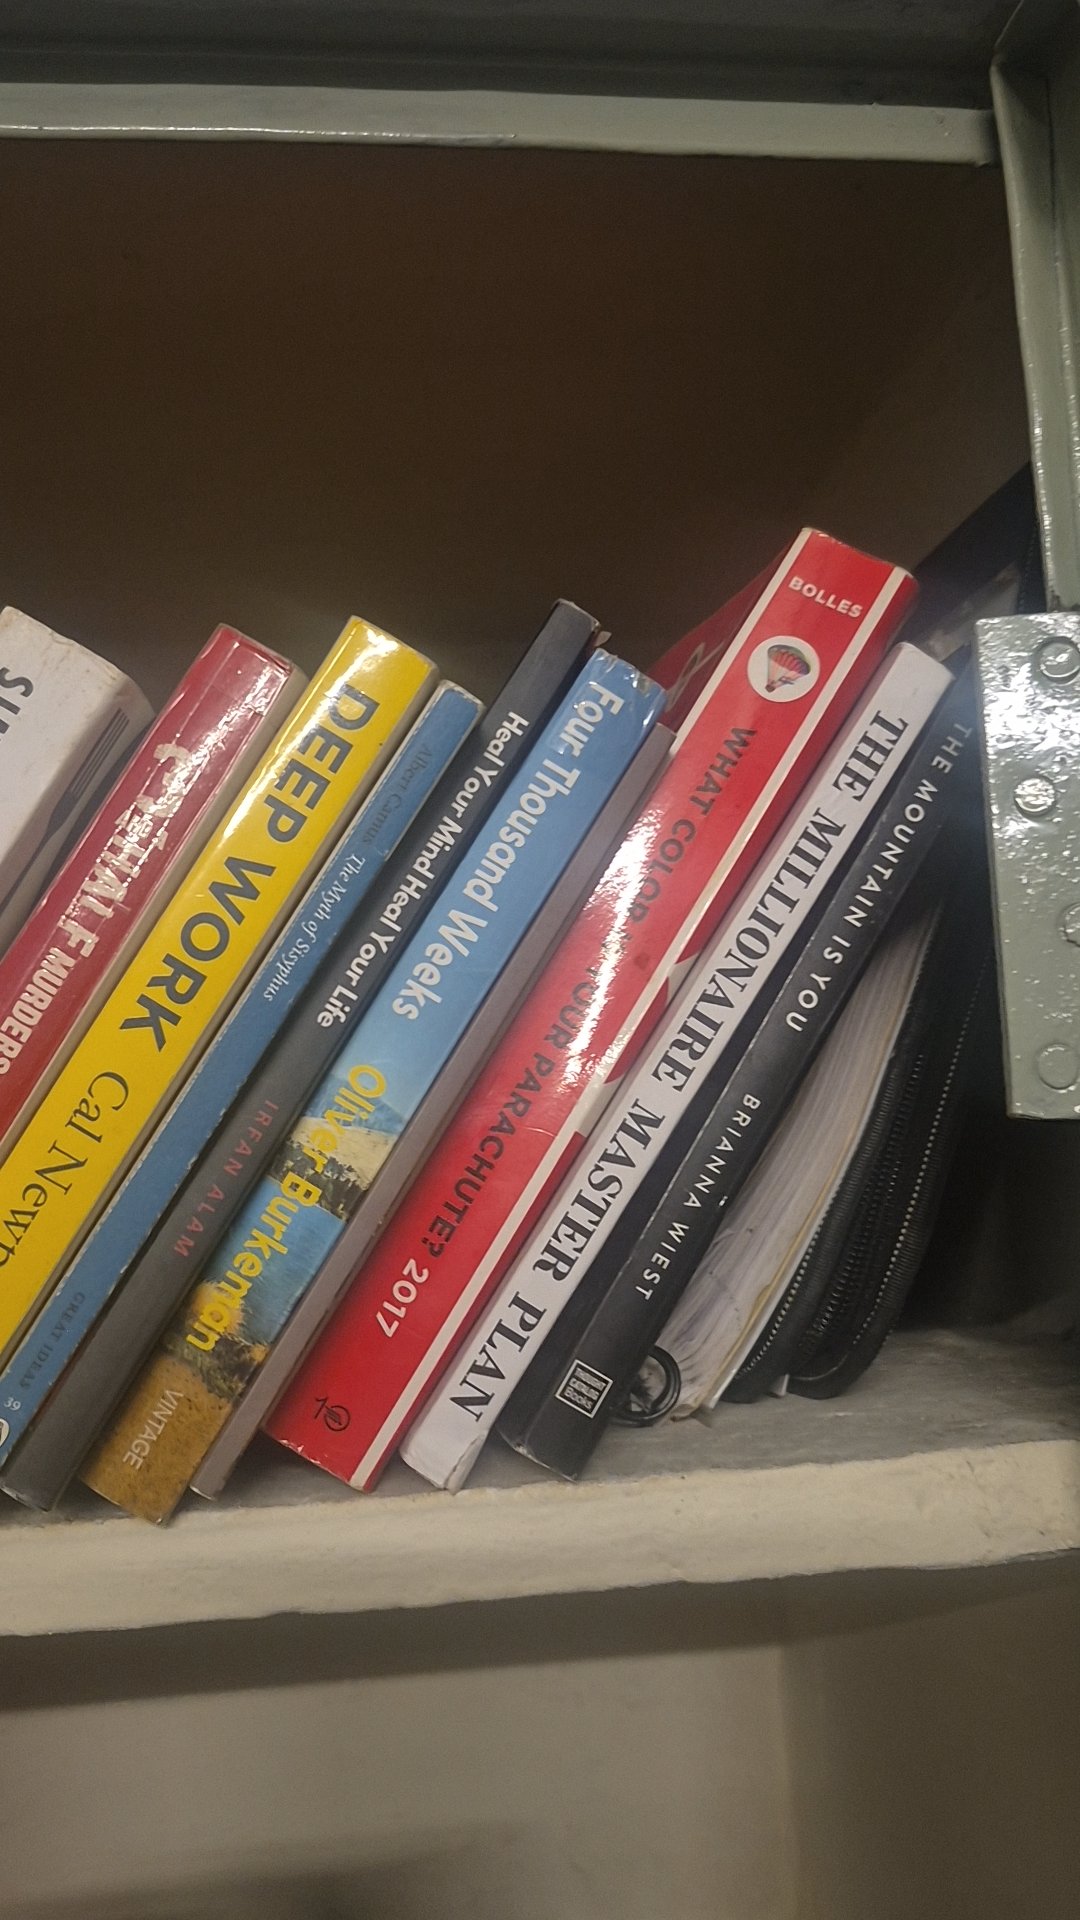 MURDERS
DEEP WORK Cal Newp
Albert Camus The Myth of Sisyphus GREAT IDEAS 39
Heal Your Mind Heal Your Life IRFAN ALAM
Four Thousand Weeks Oliver Burkeman VINTAGE
BOLLES WHAT COLOR IS YOUR PARACHUTE? 2017
THE MILLIONAIRE MASTER PLAN
THE MOUNTAIN IS YOU BRIANNA WIEST